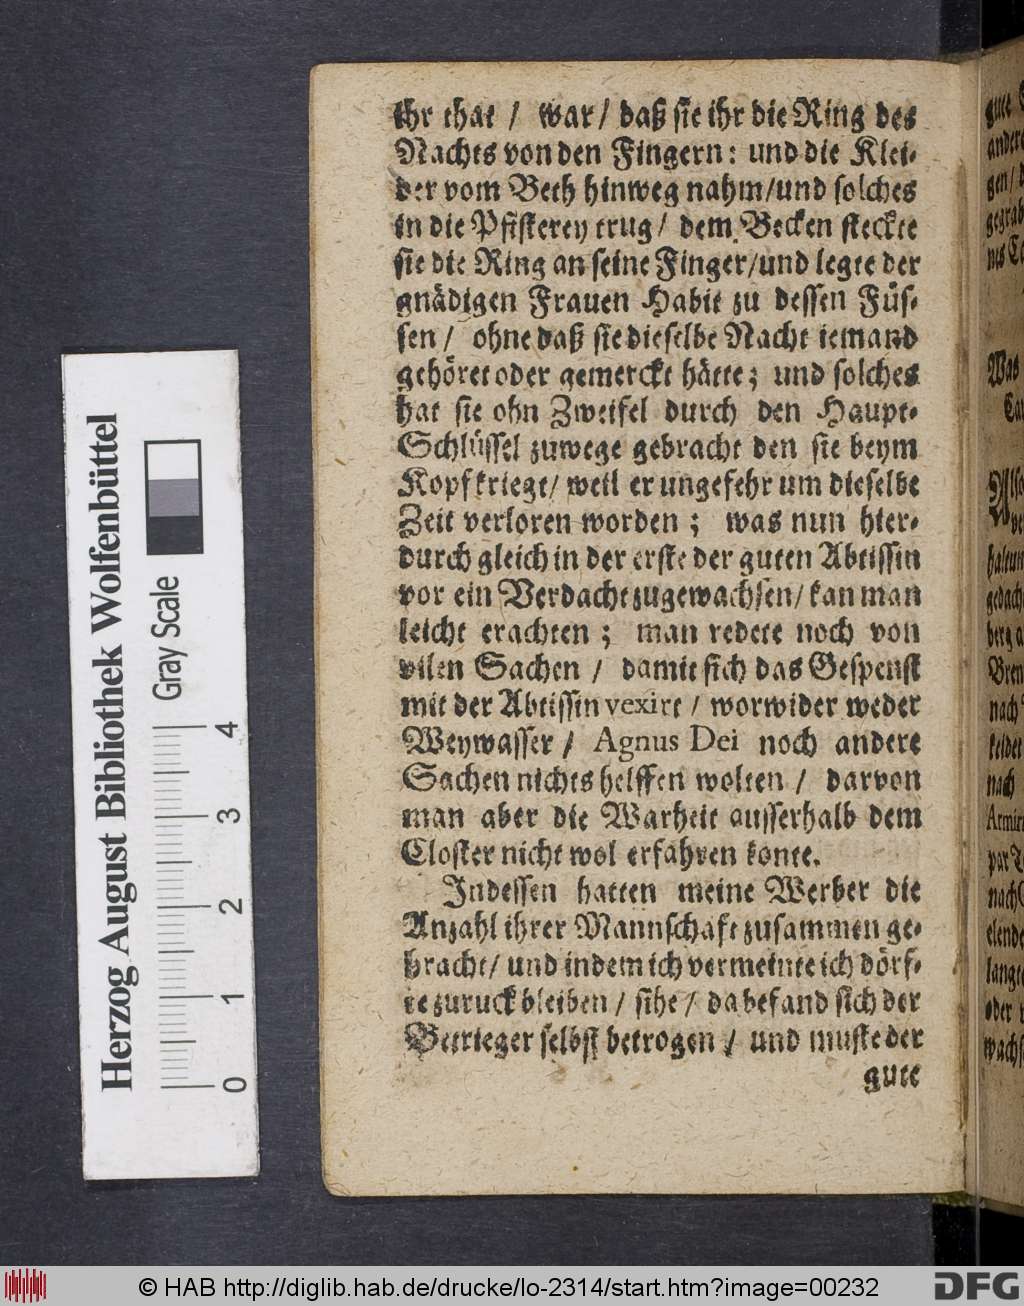 ihr that / war / daß sie ihr die Ring des
Nachts von den Fingern: und die Klei-
der vom Beth hinweg nahm / und solches
in die Pfisterey trug / dem Becken steckte
sie die Ring an seine Finger / und legte der
gnädigen Frauen Habit zu dessen Füs-
sen / ohne daß sie dieselbe Nacht iemand
gehöret oder gemerckt hätte; und solches
hat sie ohn Zweifel durch den Haupt-
Schlüssel zuwege gebracht den sie beym
Kopf kriegt / weil er ungefehr um dieselbe
Zeit verloren worden; was nun hier-
durch gleich in der erste der guten Abtissin
vor ein Verdacht zugewachsen / kan man
leicht erachten; man redete noch von
vilen Sachen / damit sich das Gespenst
mit der Abtissin vexirt / worwider weder
Weywasser / Agnus Dei noch andere
Sachen nichts helffen wolten / darvon
man aber die Warheit ausserhalb dem
Closter nicht wol erfahren konte.
Indessen hatten meine Werber die
Anzahl ihrer Mannschaft zusammen ge-
bracht / und indem ich vermeinte ich dörf-
te zuruck bleiben / sihe / da befand sich der
Betrieger selbst betrogen / und muste der
gute
Herzog August Bibliothek Wolfenbüttel
Gray Scale
0 1 2 3 4
© HAB http://diglib.hab.de/drucke/lo-2314/start.htm?image=00232
DFG